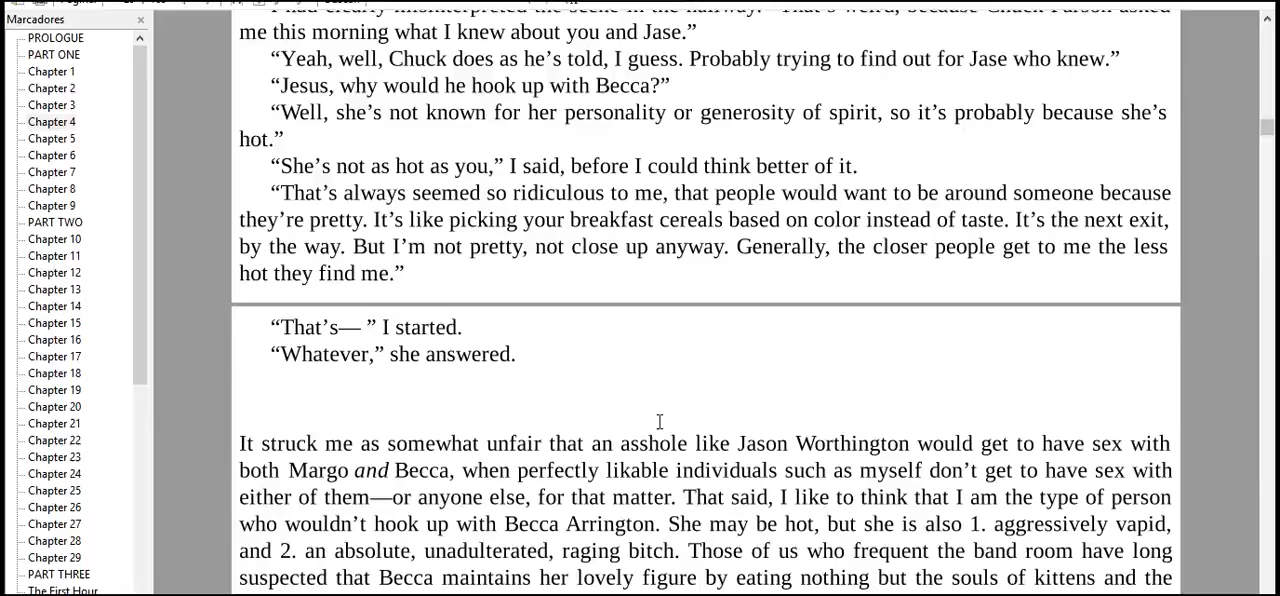 Marcadores
PROLOGUE
PART ONE
Chapter 1
Chapter 2
Chapter 3
Chapter 4
Chapter 5
Chapter 6
Chapter 7
Chapter 8
Chapter 9
PART TWO
Chapter 10
Chapter 11
Chapter 12
Chapter 13
Chapter 14
Chapter 15
Chapter 16
Chapter 17
Chapter 18
Chapter 19
Chapter 20
Chapter 21
Chapter 22
Chapter 23
Chapter 24
Chapter 25
Chapter 26
Chapter 27
Chapter 28
Chapter 29
PART THREE
The First Hour
I had clearly misinterpreted the scene in the hallway. “That’s weird, because Chuck Parson asked
me this morning what I knew about you and Jase.”
“Yeah, well, Chuck does as he’s told, I guess. Probably trying to find out for Jase who knew.”
“Jesus, why would he hook up with Becca?”
“Well, she’s not known for her personality or generosity of spirit, so it’s probably because she’s
hot.”
“She’s not as hot as you,” I said, before I could think better of it.
“That’s always seemed so ridiculous to me, that people would want to be around someone because
they’re pretty. It’s like picking your breakfast cereals based on color instead of taste. It’s the next exit,
by the way. But I’m not pretty, not close up anyway. Generally, the closer people get to me the less
hot they find me.”
“That’s— ” I started.
“Whatever,” she answered.
It struck me as somewhat unfair that an asshole like Jason Worthington would get to have sex with
both Margo and Becca, when perfectly likable individuals such as myself don’t get to have sex with
either of them—or anyone else, for that matter. That said, I like to think that I am the type of person
who wouldn’t hook up with Becca Arrington. She may be hot, but she is also 1. aggressively vapid,
and 2. an absolute, unadulterated, raging bitch. Those of us who frequent the band room have long
suspected that Becca maintains her lovely figure by eating nothing but the souls of kittens and the